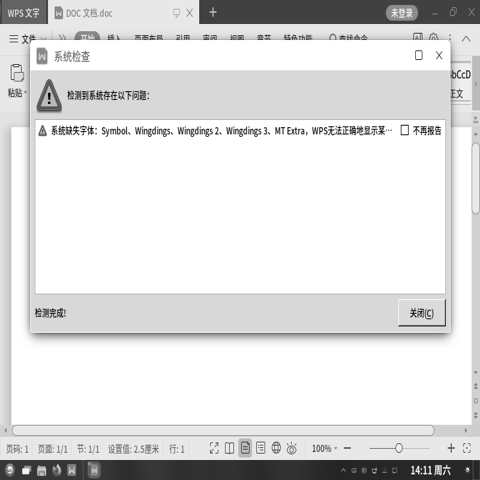 WPS 文字
DOC 文档.doc
未登录
文件
开始 插入 页面布局 引用 审阅 视图 章节 特色功能 查找命令
系统检查
粘贴
bCcD
正文
检测到系统存在以下问题：
系统缺失字体：Symbol、Wingdings、Wingdings 2、Wingdings 3、MT Extra，WPS无法正确地显示某… 不再报告
检测完成!
关闭(C)
页码: 1 页面: 1/1 节: 1/1 设置值: 2.5厘米 行: 1 100%
14:11 周六